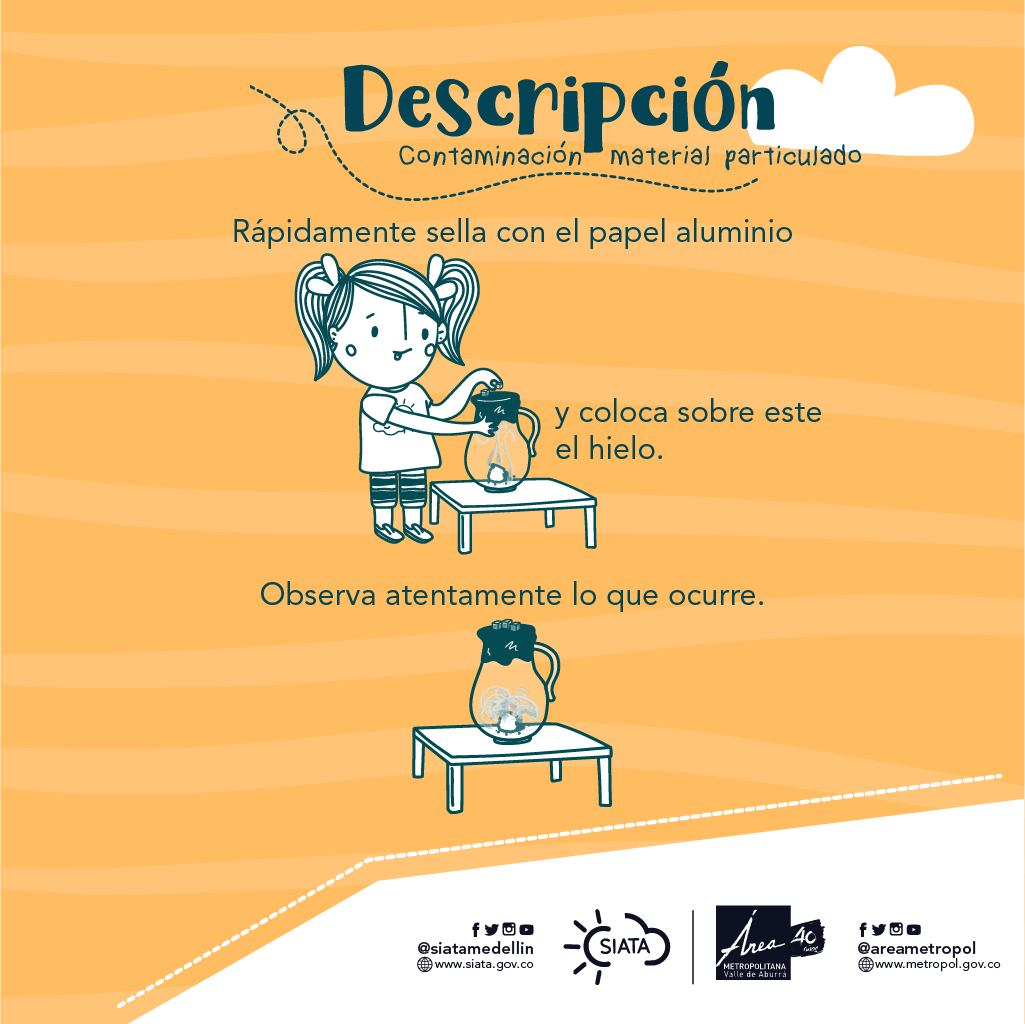 Descripción
Contaminación material particulado
Rápidamente sella con el papel aluminio
y coloca sobre este
el hielo.
Observa atentamente lo que ocurre.
@siatamedellin
www.siata.gov.co
SIATA
Área
40
METROPOLITANA
Valle de Aburrá
@areametropol
www.metropol.gov.co